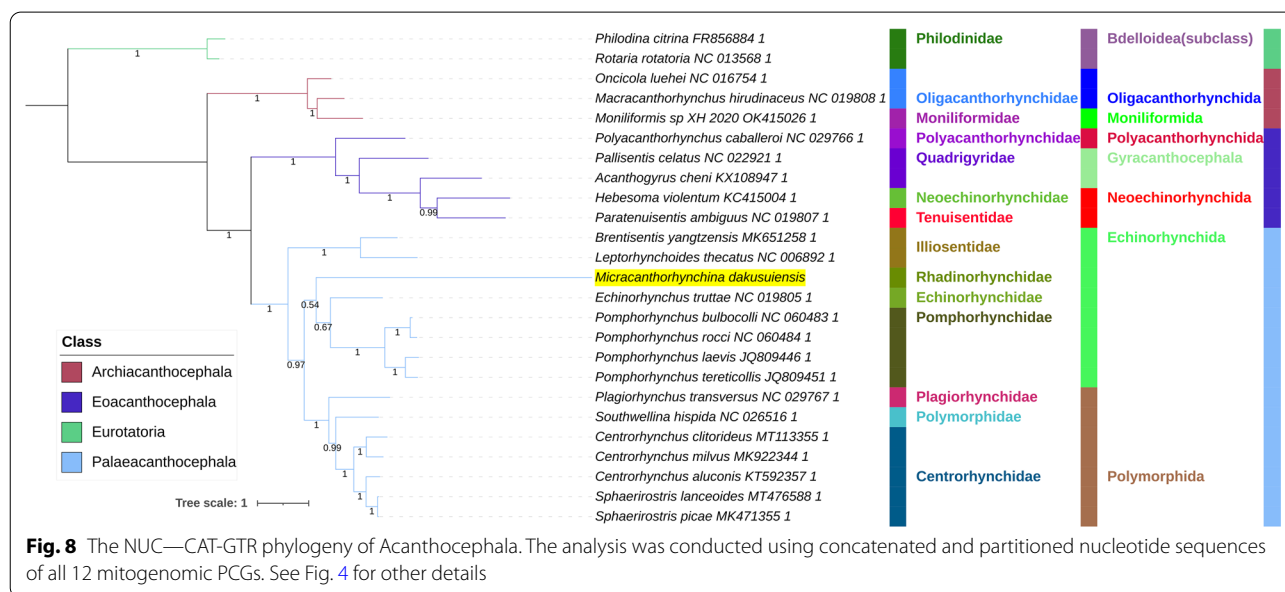 Philodina citrina FR856884 1
Rotaria rotatoria NC 013568 1
Oncicola luehei NC 016754 1
Macracanthorhynchus hirudinaceus NC 019808 1
Moniliformis sp XH 2020 OK415026 1
Polyacanthorhynchus caballeroi NC 029766 1
Pallisentis celatus NC 022921 1
Acanthogyrus cheni KX108947 1
Hebesoma violentum KC415004 1
Paratenuisentis ambiguus NC 019807 1
Brentisentis yangtzensis MK651258 1
Leptorhynchoides thecatus NC 006892 1
Micracanthorhynchina dakusuiensis
Echinorhynchus truttae NC 019805 1
Pomphorhynchus bulbocolli NC 060483 1
Pomphorhynchus rocci NC 060484 1
Pomphorhynchus laevis JQ809446 1
Pomphorhynchus tereticollis JQ809451 1
Plagiorhynchus transversus NC 029767 1
Southwellina hispida NC 026516 1
Centrorhynchus clitorideus MT113355 1
Centrorhynchus milvus MK922344 1
Centrorhynchus aluconis KT592357 1
Sphaerirostris lanceoides MT476588 1
Sphaerirostris picae MK471355 1
Philodinidae
Oligacanthorhynchidae
Moniliformidae
Polyacanthorhynchidae
Quadrigyridae
Neoechinorhynchidae
Tenuisentidae
Illiosentidae
Rhadinorhynchidae
Echinorhynchidae
Pomphorhynchidae
Plagiorhynchidae
Polymorphidae
Centrorhynchidae
Bdelloidea(subclass)
Oligacanthorhynchida
Moniliformida
Polyacanthorhynchida
Gyracanthocephala
Neoechinorhynchida
Echinorhynchida
Polymorphida
1
1
1
1
1
1
1
0.99
1
1
1
0.54
0.67
1
1
1
0.97
1
0.99
1
1
1
1
Class
Archiacanthocephala
Eoacanthocephala
Eurotatoria
Palaeacanthocephala
Tree scale: 1
Fig. 8 The NUC—CAT-GTR phylogeny of Acanthocephala. The analysis was conducted using concatenated and partitioned nucleotide sequences
of all 12 mitogenomic PCGs. See Fig. 4 for other details